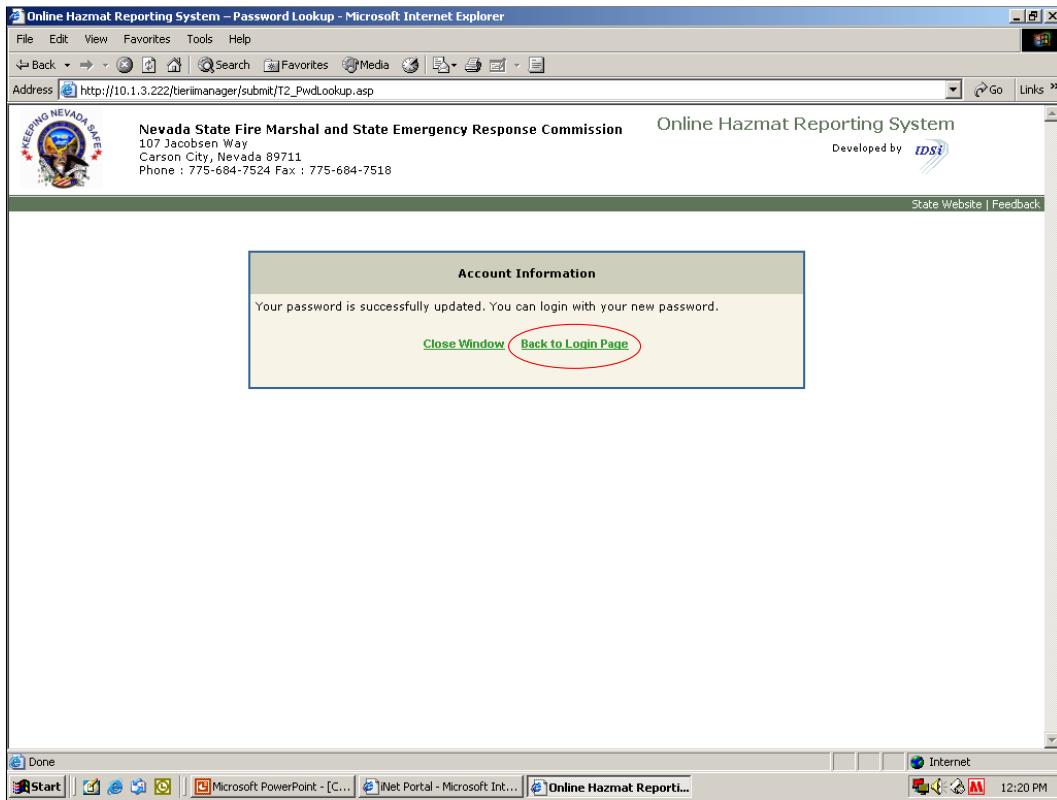 Online Hazmat Reporting System – Password Lookup - Microsoft Internet Explorer
File Edit View Favorites Tools Help
Back Search Favorites Media
Address http://10.1.3.222/tieriimanager/submit/T2_PwdLookup.asp Go Links »
KEEPING NEVADA SAFE
Nevada State Fire Marshal and State Emergency Response Commission
107 Jacobsen Way
Carson City, Nevada 89711
Phone : 775-684-7524 Fax : 775-684-7518
Online Hazmat Reporting System
Developed by IDSi
State Website | Feedback
Account Information
Your password is successfully updated. You can login with your new password.
Close Window Back to Login Page
Done Internet
Start Microsoft PowerPoint - [C... iNet Portal - Microsoft Int... Online Hazmat Reporti... 12:20 PM